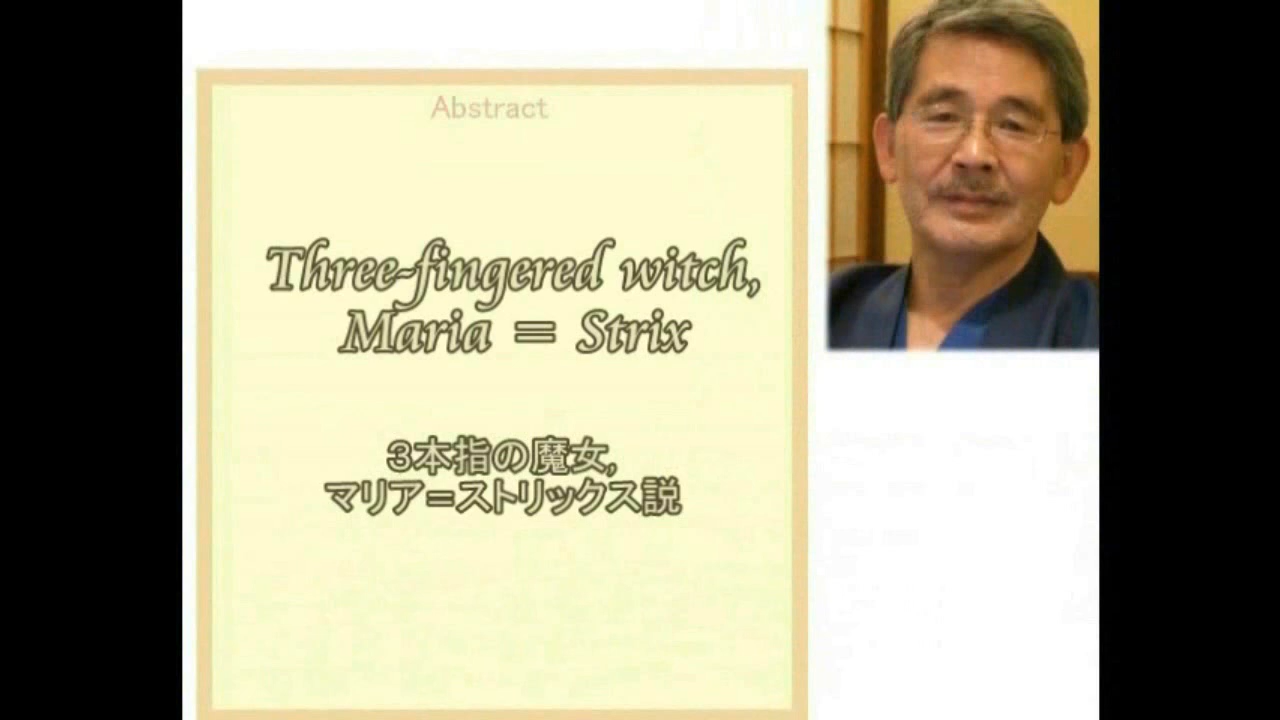 Abstract
Three-fingered witch,
Maria = Strix
３本指の魔女,
マリア＝ストリックス説